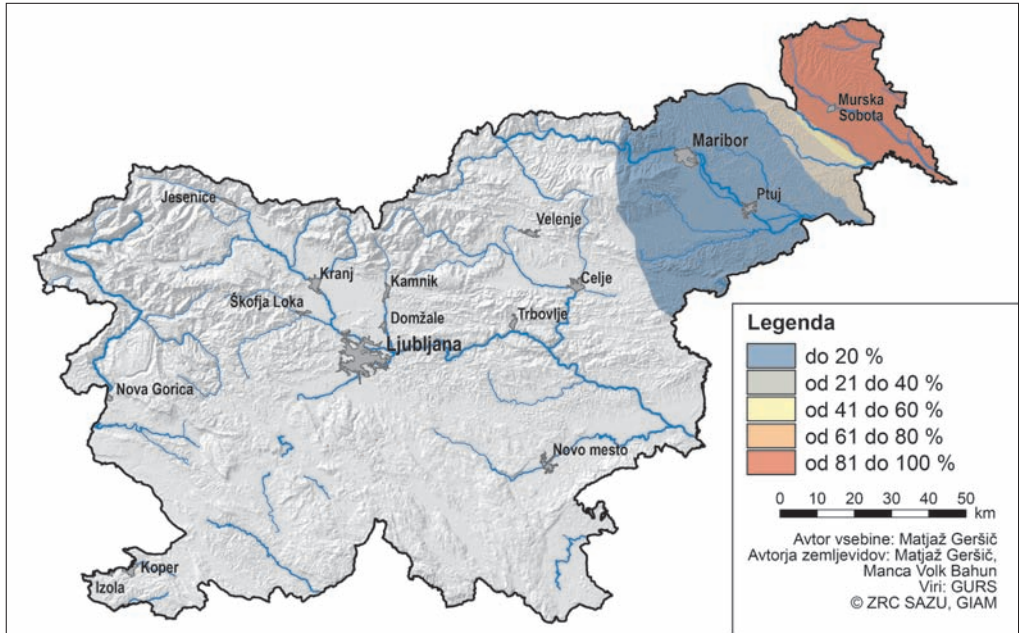 Murska
Sobota
Maribor
Ptuj
Jesenice
Velenje
Kranj
Kamnik
Celje
Škofja Loka
Domžale
Trbovlje
Ljubljana
Nova Gorica
Novo mesto
Koper
Izola
Legenda
do 20 %
od 21 do 40 %
od 41 do 60 %
od 61 do 80 %
od 81 do 100 %
0 10 20 30 40 50
km
Avtor vsebine: Matjaž Geršič
Avtorja zemljevidov: Matjaž Geršič,
Manca Volk Bahun
Viri: GURS
© ZRC SAZU, GIAM